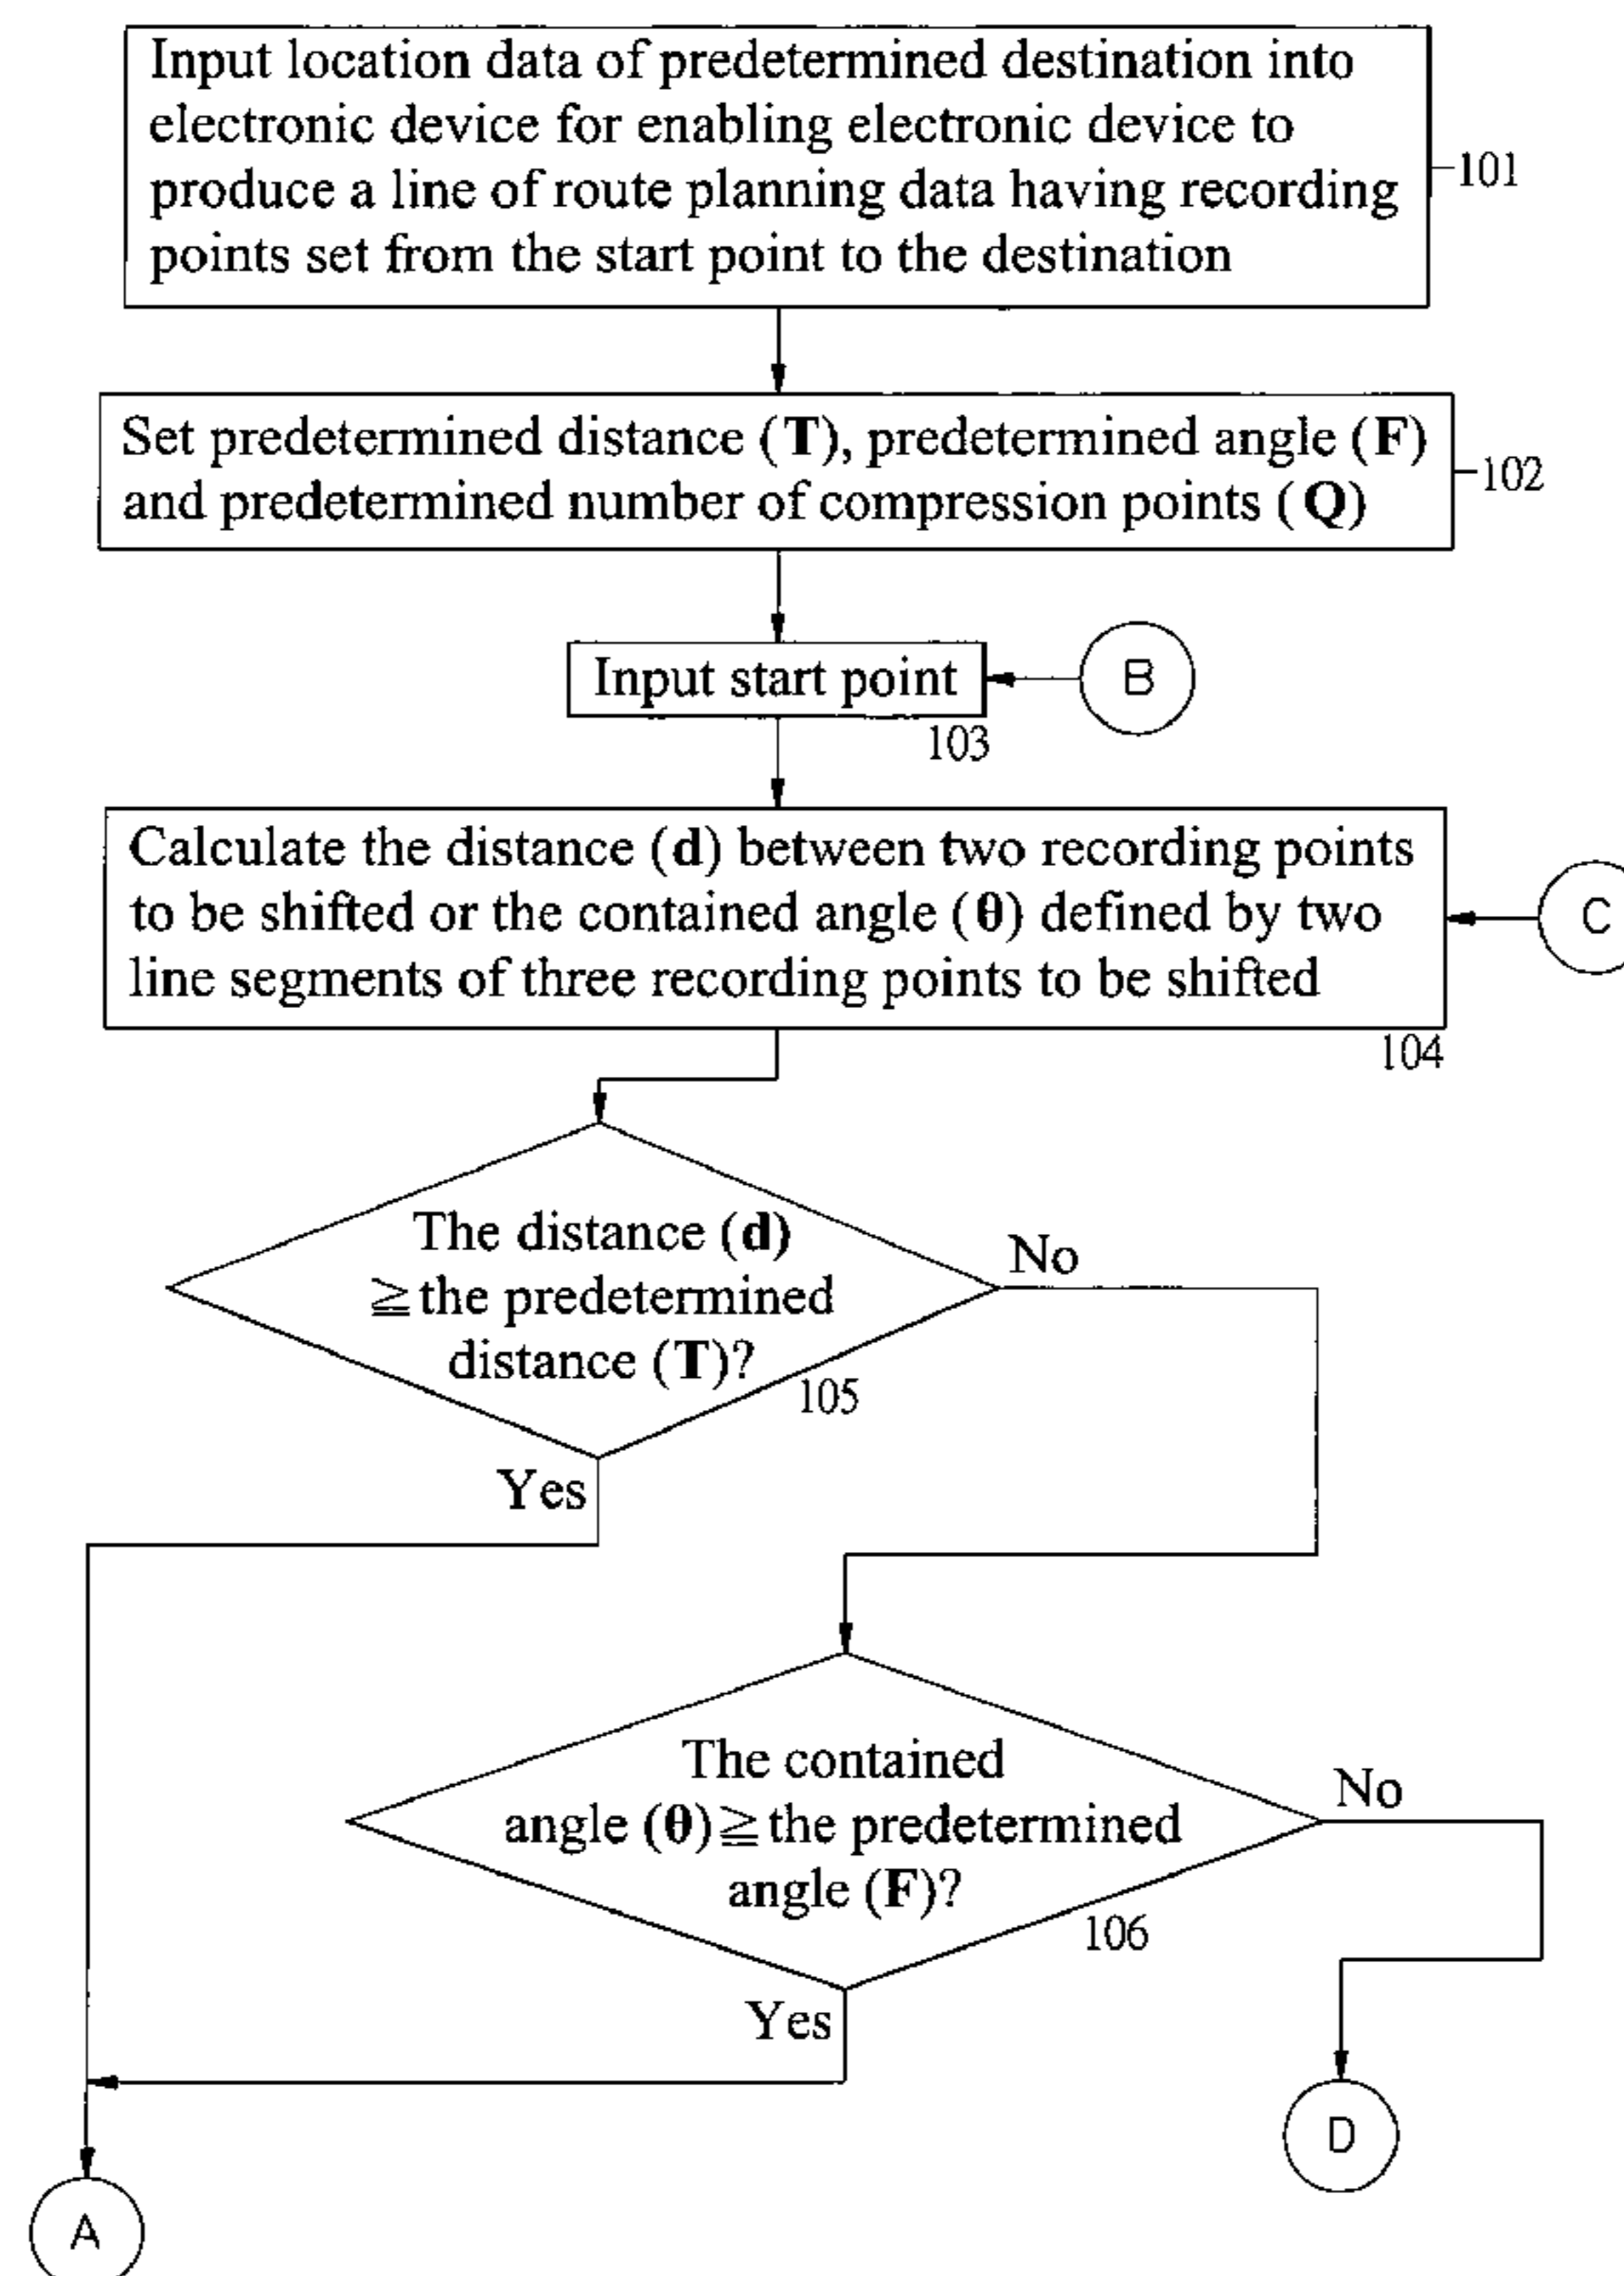 Input location data of predetermined destination into
electronic device for enabling electronic device to
produce a line of route planning data having recording
points set from the start point to the destination
101
Set predetermined distance (T), predetermined angle (F)
and predetermined number of compression points (Q)
102
Input start point
B
103
Calculate the distance (d) between two recording points
to be shifted or the contained angle (θ) defined by two
line segments of three recording points to be shifted
C
104
The distance (d)
≧the predetermined
distance (T)?
No
105
Yes
The contained
angle (θ)≧the predetermined
angle (F)?
No
106
Yes
D
A